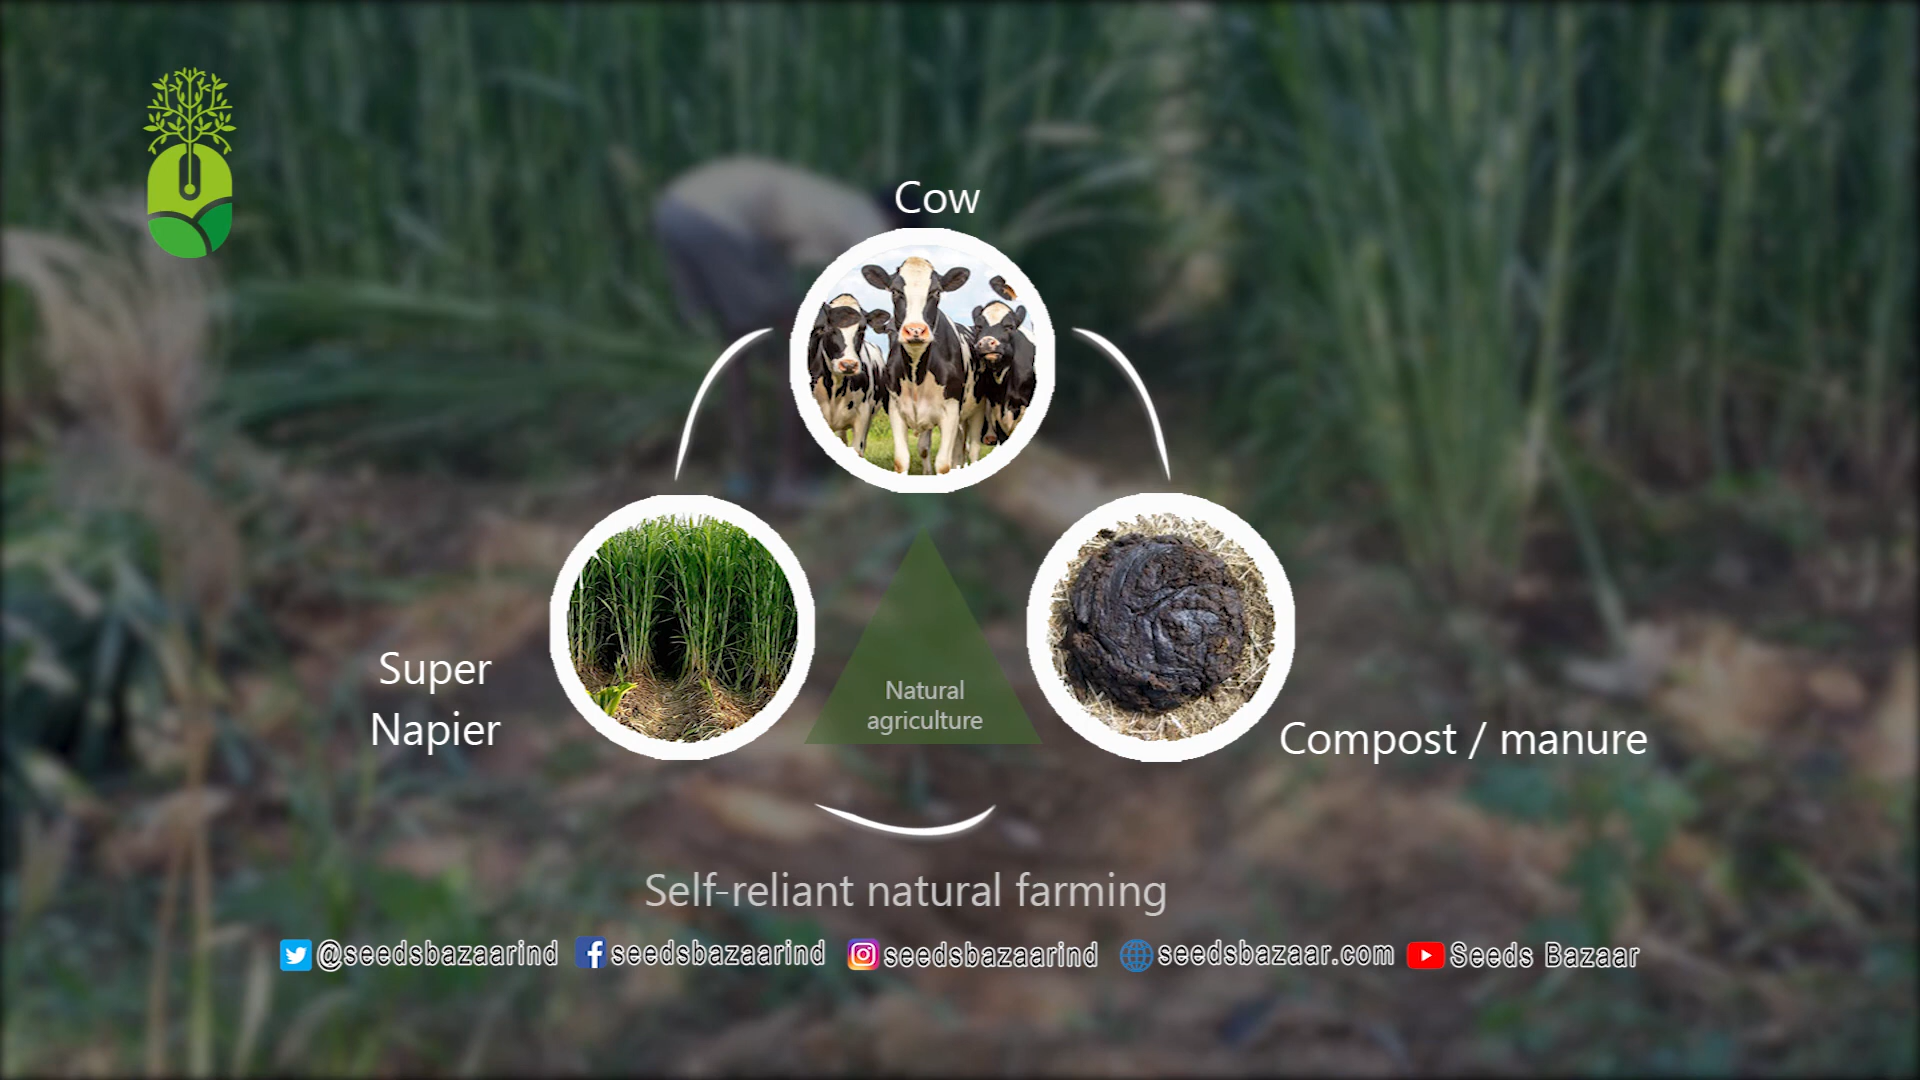 Cow
Super
Napier
Natural
agriculture
Compost / manure
Self-reliant natural farming
@seedsbazaarind seedsbazaarind seedsbazaarind seedsbazaar.com Seeds Bazaar